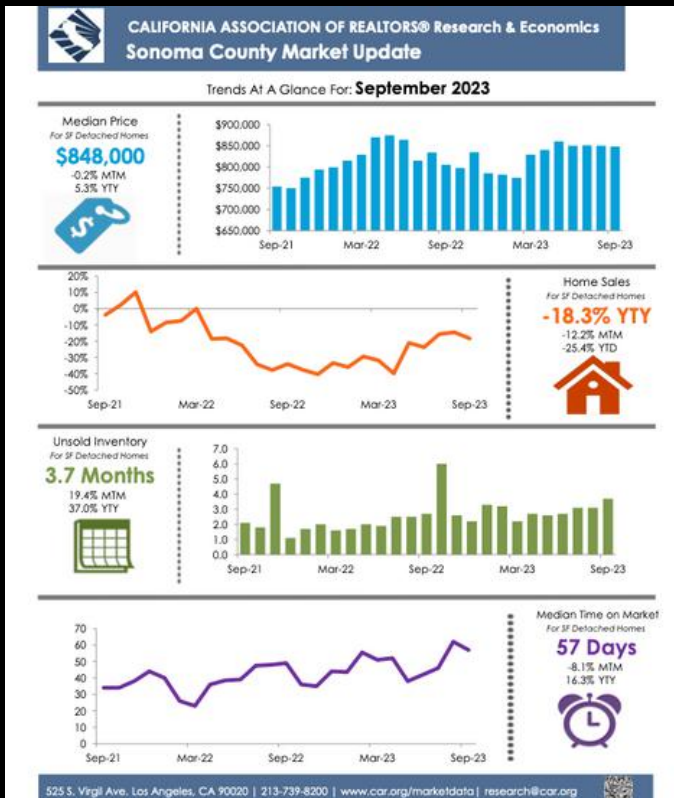 CALIFORNIA ASSOCIATION OF REALTORS® Research & Economics
Sonoma County Market Update
Trends At A Glance For: September 2023
Median Price
For SF Detached Homes
$848,000
-0.2% MTM
5.3% YTY
$
$900,000
$850,000
$800,000
$750,000
$700,000
$650,000
Sep-21 Mar-22 Sep-22 Mar-23 Sep-23
20%
10%
0%
-10%
-20%
-30%
-40%
-50%
Sep-21 Mar-22 Sep-22 Mar-23 Sep-23
Home Sales
For SF Detached Homes
-18.3% YTY
-12.2% MTM
-25.4% YTD
Unsold Inventory
For SF Detached Homes
3.7 Months
19.4% MTM
37.0% YTY
7.0
6.0
5.0
4.0
3.0
2.0
1.0
0.0
Sep-21 Mar-22 Sep-22 Mar-23 Sep-23
70
60
50
40
30
20
10
0
Sep-21 Mar-22 Sep-22 Mar-23 Sep-23
Median Time on Market
For SF Detached Homes
57 Days
-8.1% MTM
16.3% YTY
525 S. Virgil Ave. Los Angeles, CA 90020 | 213-739-8200 | www.car.org/marketdata | research@car.org